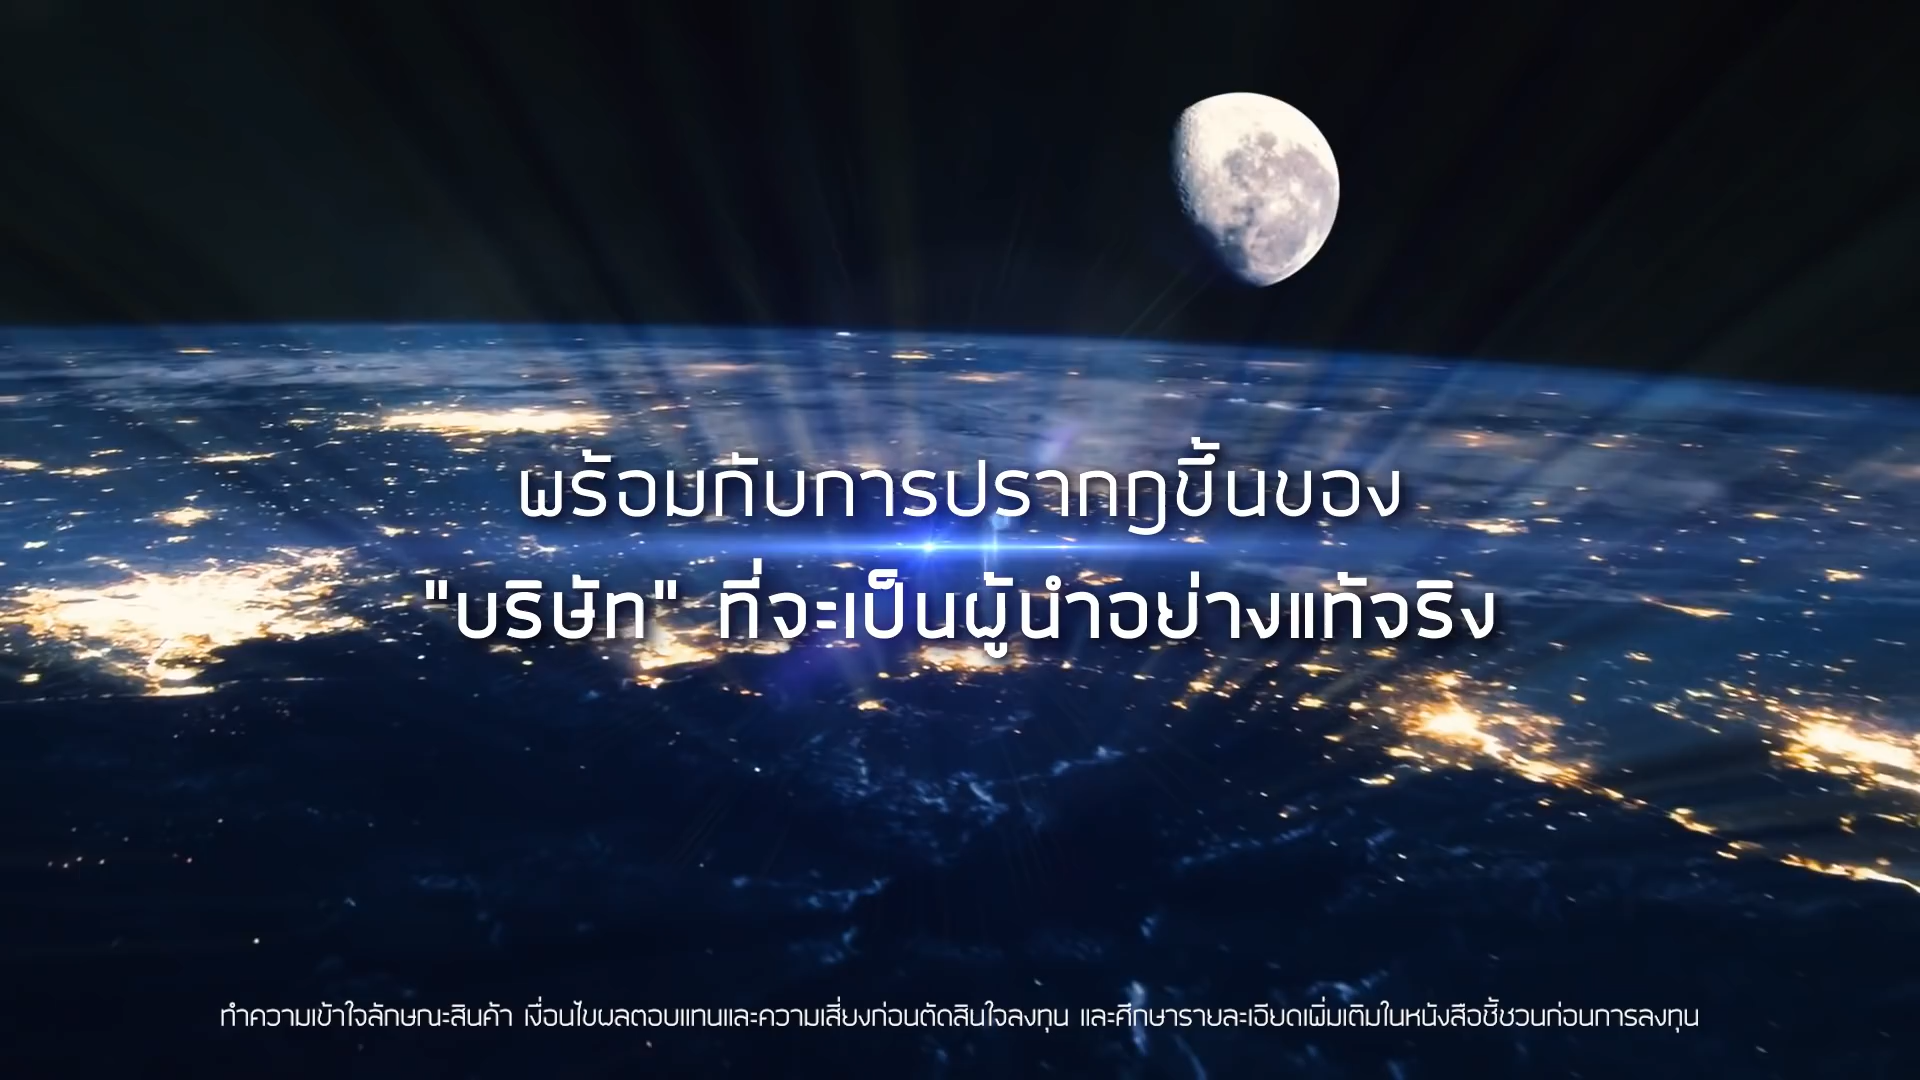 พร้อมกับการปรากฏขึ้นของ
"บริษัท" ที่จะเป็นผู้นำอย่างแท้จริง
ทำความเข้าใจลักษณะสินค้า เงื่อนไขผลตอบแทนและความเสี่ยงก่อนตัดสินใจลงทุน และศึกษารายละเอียดเพิ่มเติมในหนังสือชี้ชวนก่อนการลงทุน